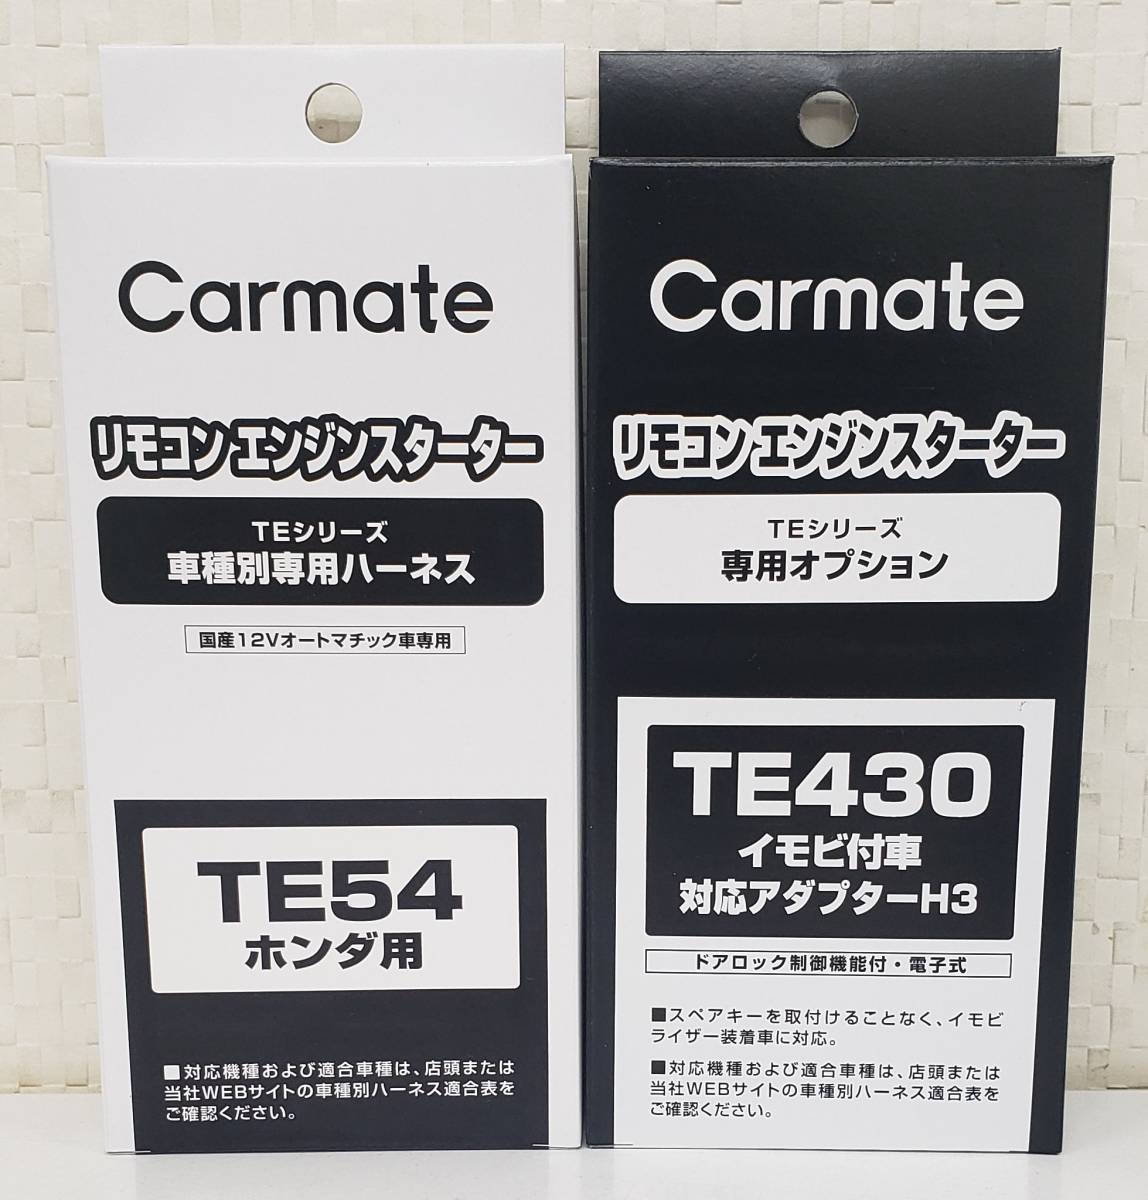 Carmate
リモコンエンジンスターター
TEシリーズ
車種別専用ハーネス
国産12Vオートマチック車専用
TE54
ホンダ用
■対応機種および適合車種は、店頭または
当社WEBサイトの車種別ハーネス適合表を
ご確認ください。
Carmate
リモコンエンジンスターター
TEシリーズ
専用オプション
TE430
イモビ付車
対応アダプターH3
ドアロック制御機能付・電子式
■スペアキーを取付けることなく、イモビ
ライザー装着車に対応。
■対応機種および適合車種は、店頭または
当社WEBサイトの車種別ハーネス適合表を
ご確認ください。